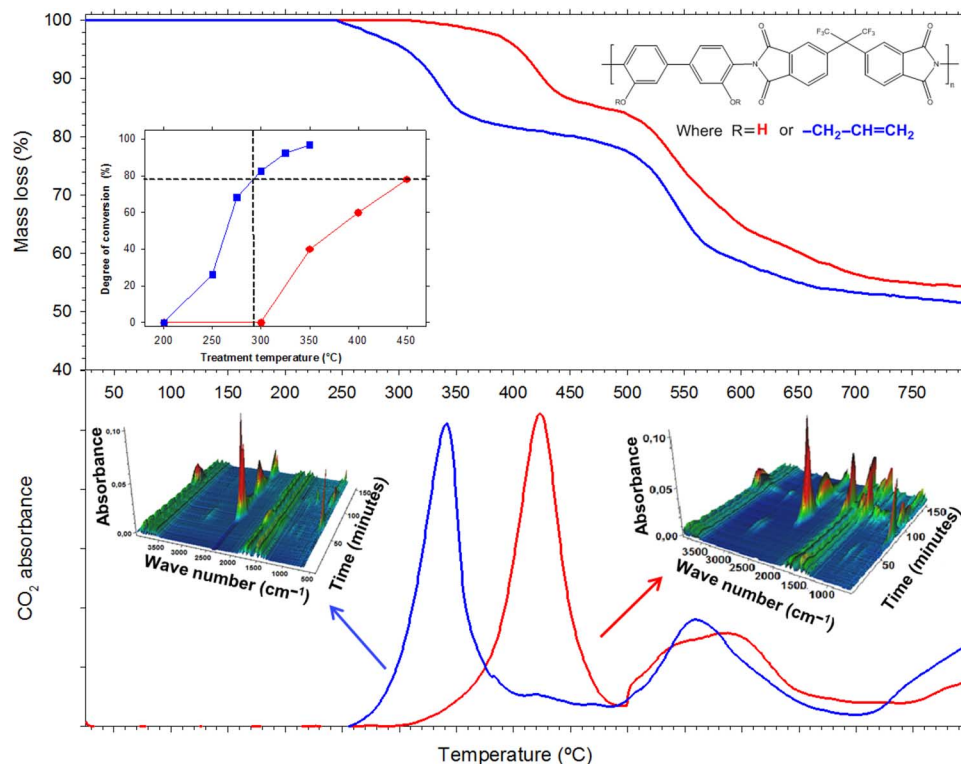 100
90
80
70
60
50
40
Mass loss (%)
F₃C CF₃
O O O O
N N
RO OR n
O O O O
Where R=H or –CH₂–CH=CH₂
100
80
60
40
20
0
Degree of conversion (%)
200 250 300 350 400 450
Treatment temperature (°C)
50 100 150 200 250 300 350 400 450 500 550 600 650 700 750
0,10
0,05
0,00
Absorbance
3500 3000 2500 2000 1500 1000 500
Wave number (cm⁻¹)
50 100 150
Time (minutes)
0,10
0,05
0,00
Absorbance
3500 3000 2500 2000 1500 1000
Wave number (cm⁻¹)
50 100 150
Time (minutes)
CO₂ absorbance
Temperature (ºC)